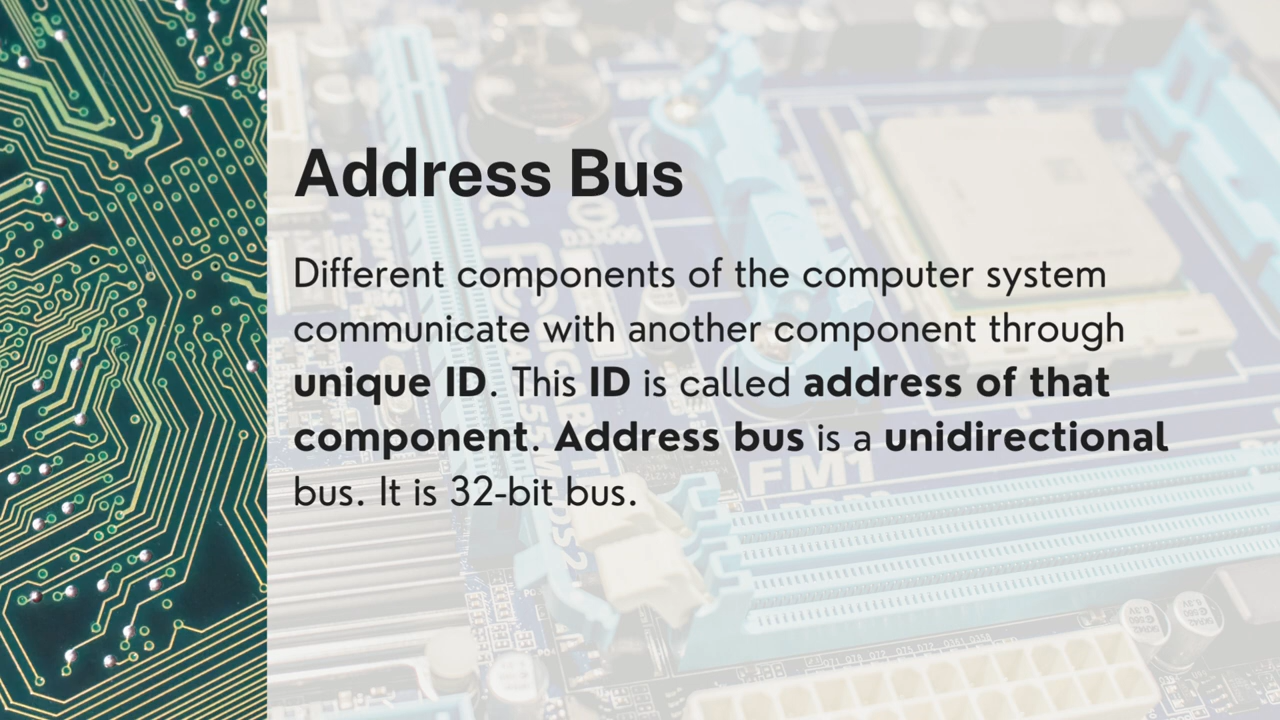 Address Bus
Different components of the computer system
communicate with another component through
unique ID. This ID is called address of that
component. Address bus is a unidirectional
bus. It is 32-bit bus.
FM1